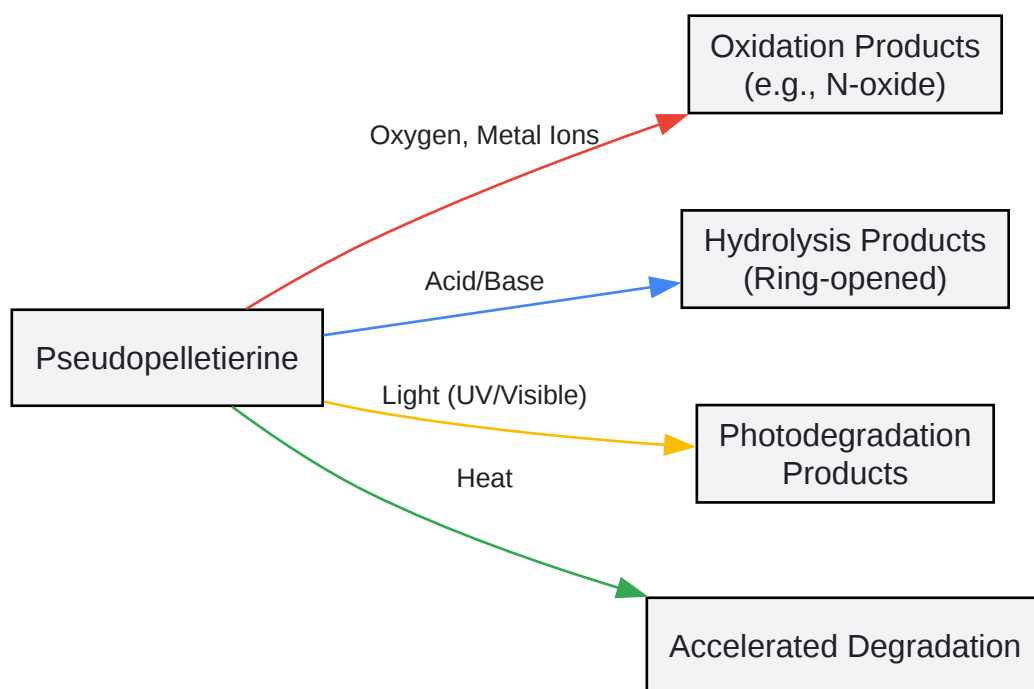 Oxidation Products
(e.g., N-oxide)
Oxygen, Metal Ions
Hydrolysis Products
(Ring-opened)
Acid/Base
Pseudopelletierine
Light (UV/Visible)
Photodegradation
Products
Heat
Accelerated Degradation